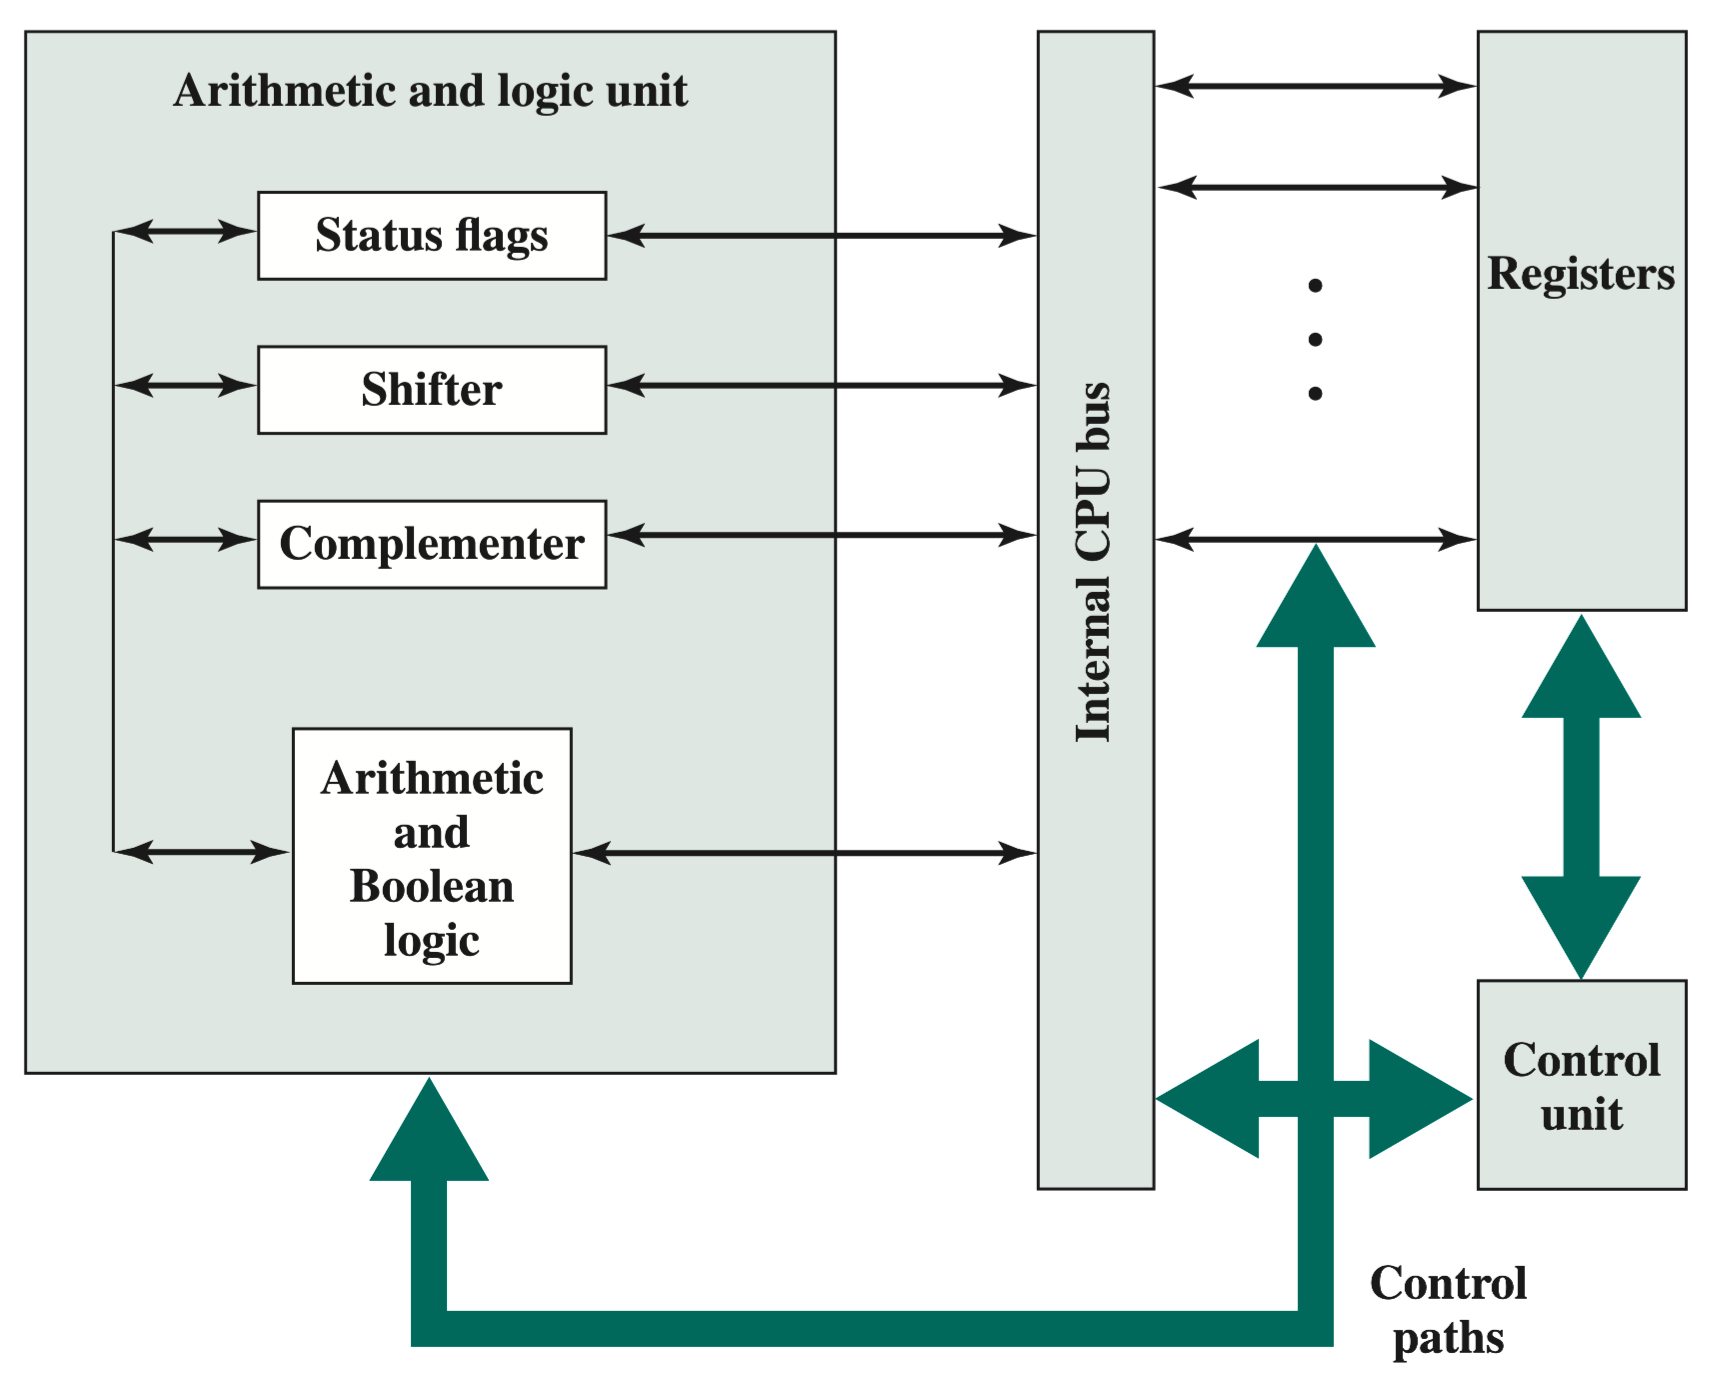 Arithmetic and logic unit
Status flags
Shifter
Complementer
Arithmetic
and
Boolean
logic
Internal CPU bus
Registers
Control
unit
Control
paths